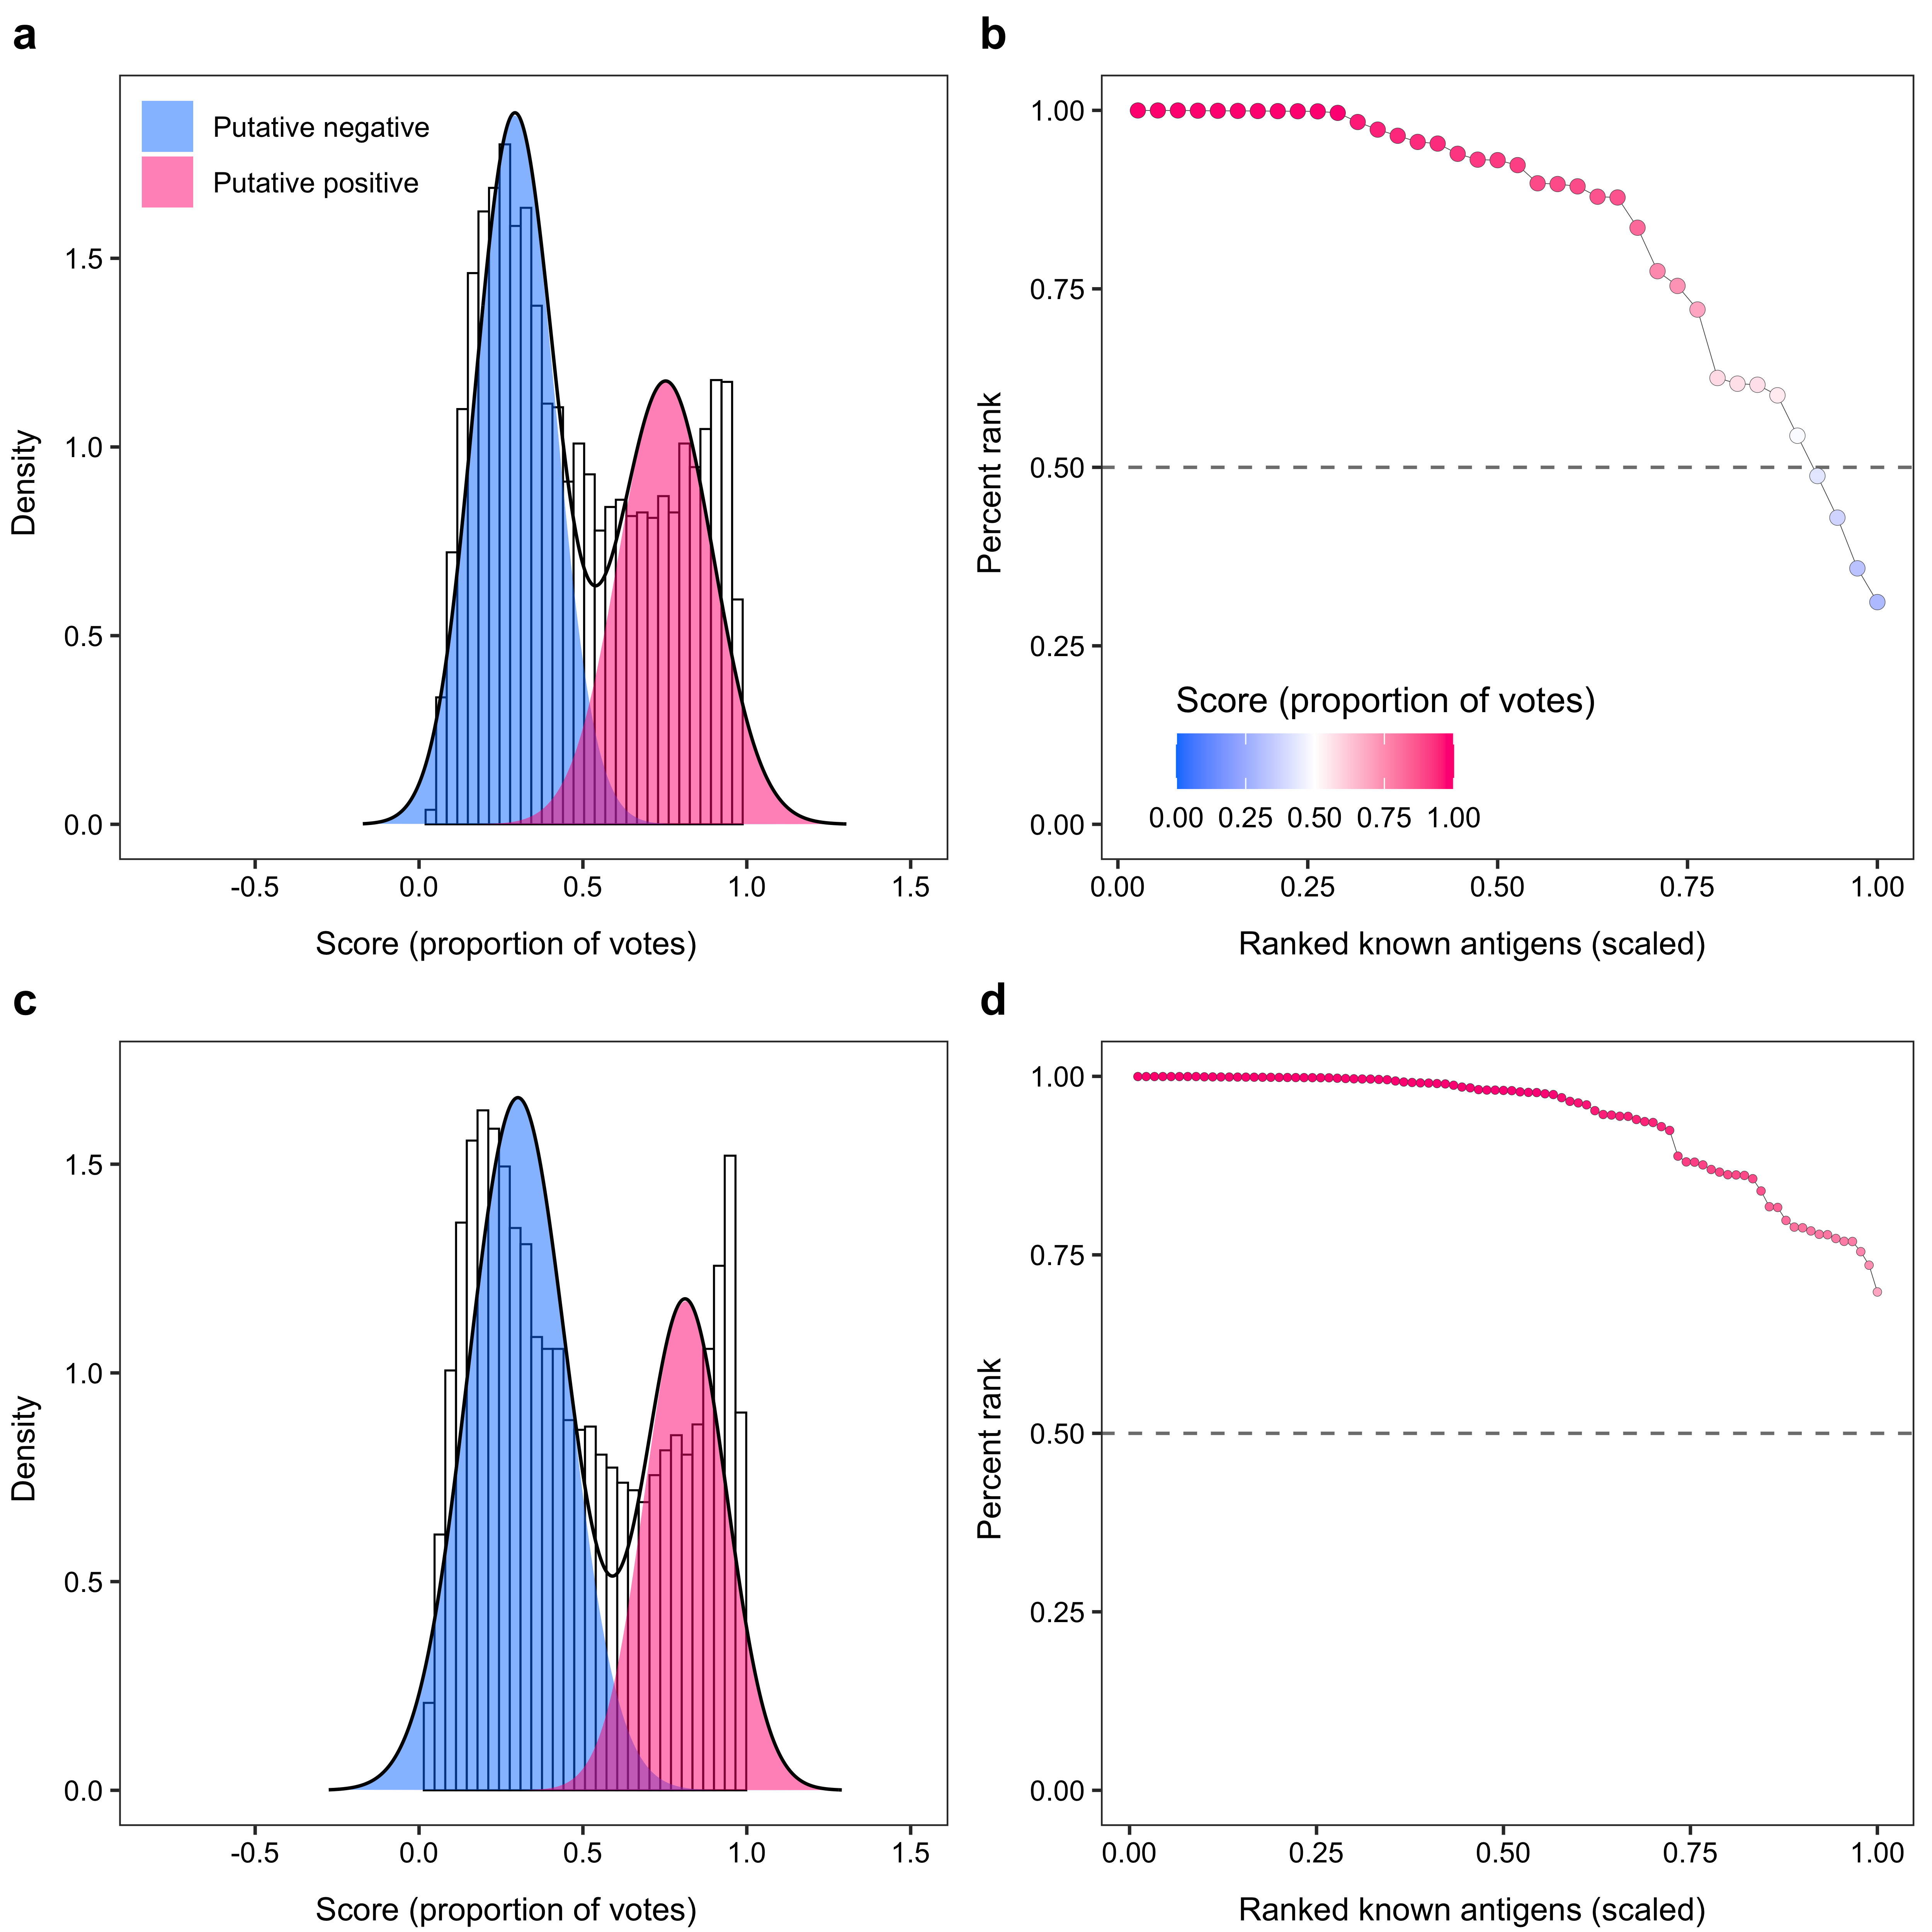 a
Putative negative
Putative positive
1.5
1.0
0.5
0.0
Density
-0.5 0.0 0.5 1.0 1.5
Score (proportion of votes)
b
1.00
0.75
0.50
0.25
0.00
Percent rank
Score (proportion of votes)
0.00 0.25 0.50 0.75 1.00
0.00 0.25 0.50 0.75 1.00
Ranked known antigens (scaled)
c
1.5
1.0
0.5
0.0
Density
-0.5 0.0 0.5 1.0 1.5
Score (proportion of votes)
d
1.00
0.75
0.50
0.25
0.00
Percent rank
0.00 0.25 0.50 0.75 1.00
Ranked known antigens (scaled)